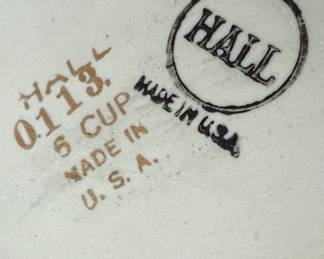 HALL
0113
6 CUP
MADE IN
U. S. A.
HALL
MADE IN U.S.A.